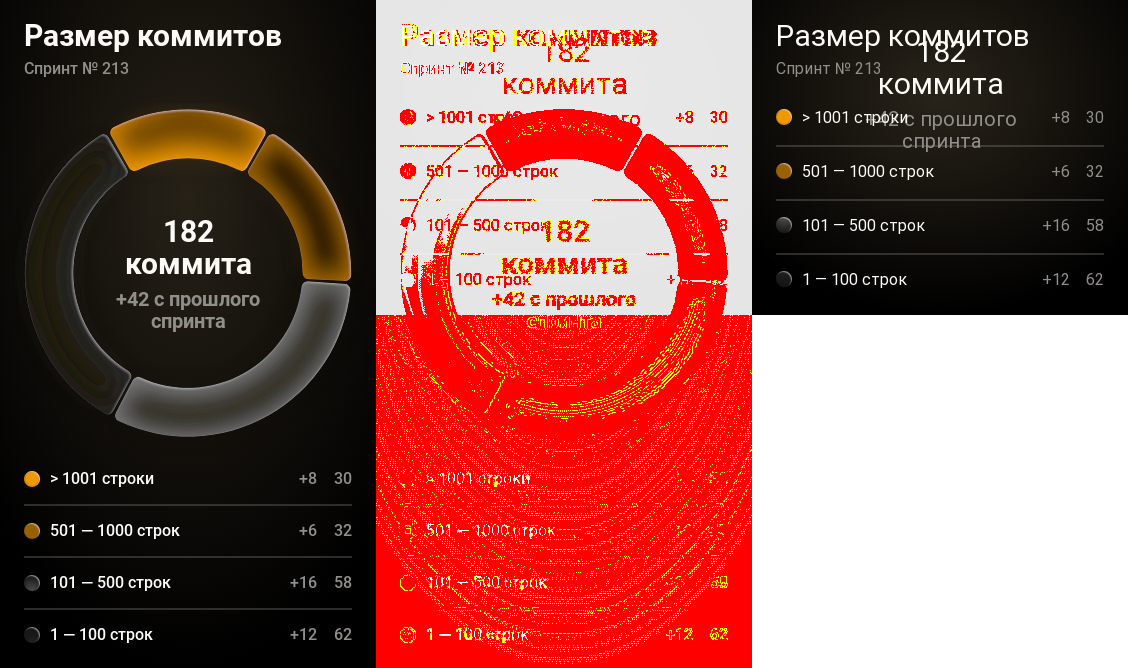 Размер коммитов
Спринт № 213
182
коммита
+42 с прошлого
спринта
> 1001 строки +8 30
501 — 1000 строк +6 32
101 — 500 строк +16 58
1 — 100 строк +12 62
Размер коммитов
182
Спринт № 213
коммита
> 1001 +8 30
501 — 1000 строк 32
101 — 500 строк 8
100 строк
182
коммита
+42 с прошлого
спринта
> 1001 строки
501 — 1000 строк
101 — 500 строк
1 — 100 строк +12 62
Размер коммитов
182
Спринт № 213
коммита
+42 с прошлого
> 1001 строки +8 30
спринта
501 — 1000 строк +6 32
101 — 500 строк +16 58
1 — 100 строк +12 62